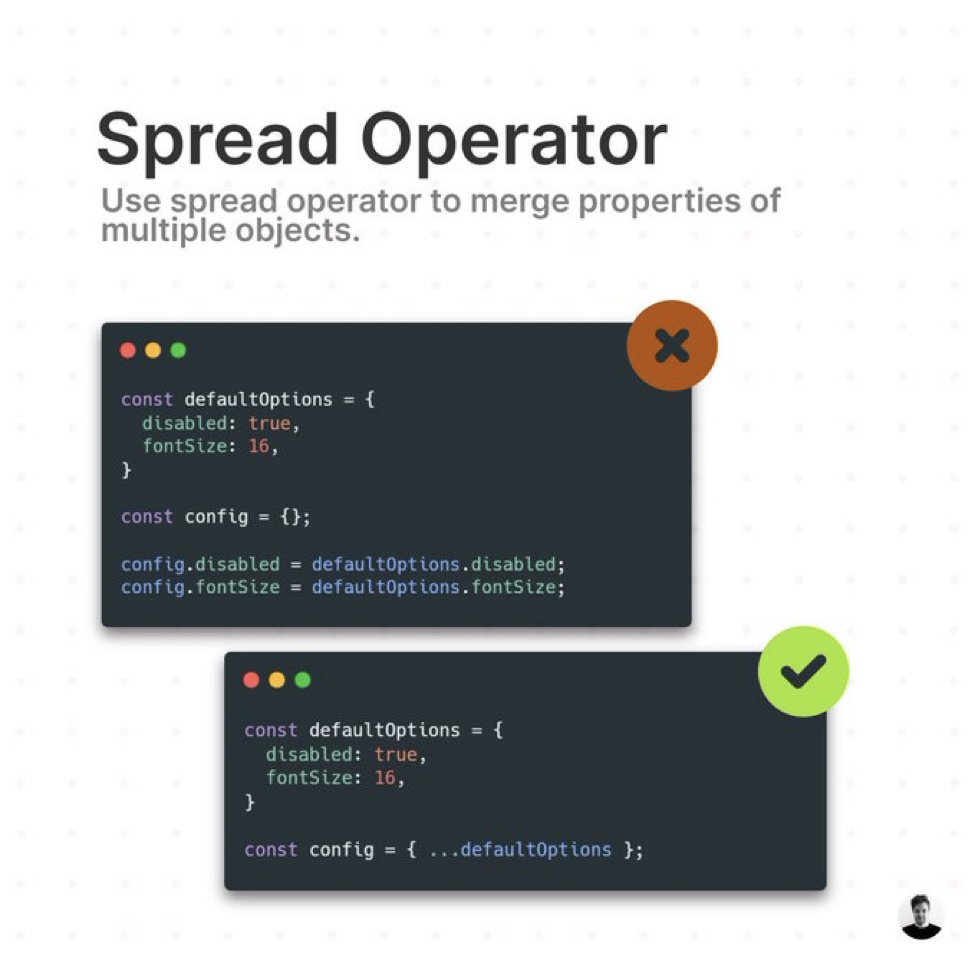 Spread Operator
Use spread operator to merge properties of
multiple objects.
const defaultOptions = {
  disabled: true,
  fontSize: 16,
}
const config = {};
config.disabled = defaultOptions.disabled;
config.fontSize = defaultOptions.fontSize;
const defaultOptions = {
  disabled: true,
  fontSize: 16,
}
const config = { ...defaultOptions };